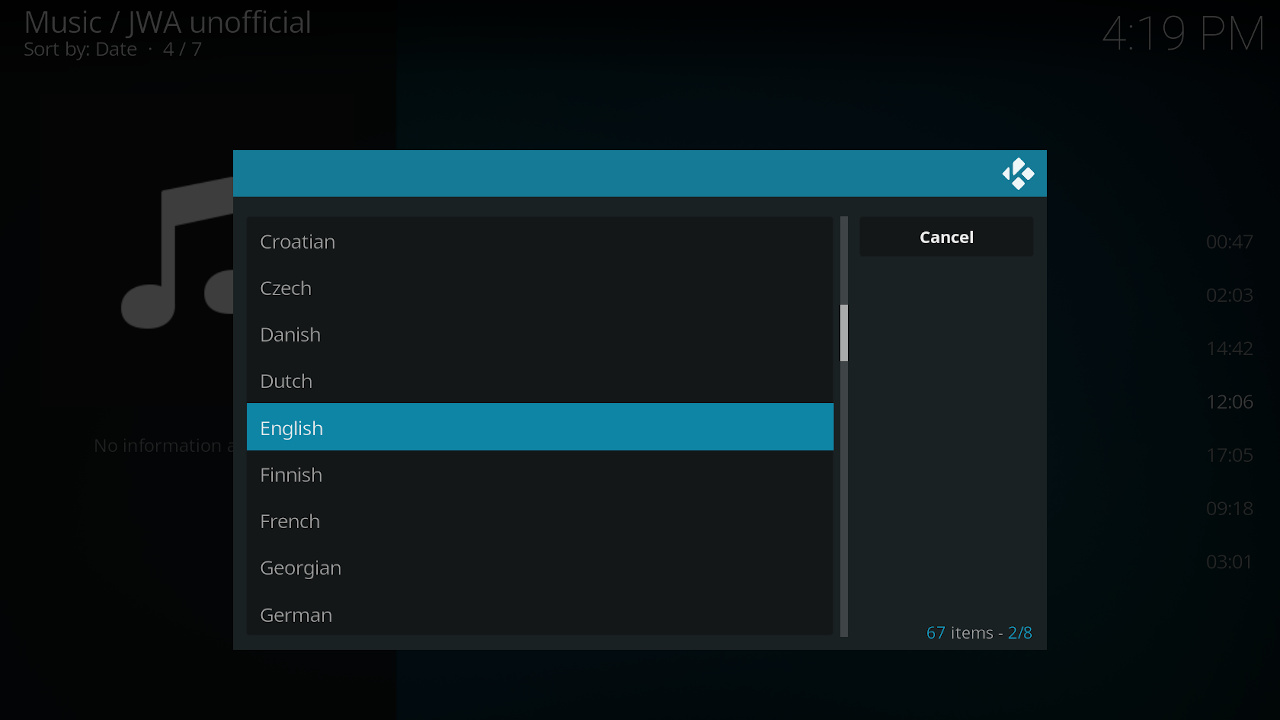 Music / JWA unofficial
Sort by: Date · 4 / 7
4:19 PM
Croatian
Czech
Danish
Dutch
English
Finnish
French
Georgian
German
Cancel
67 items - 2/8
No information
00:47
02:03
14:42
12:06
17:05
09:18
03:01